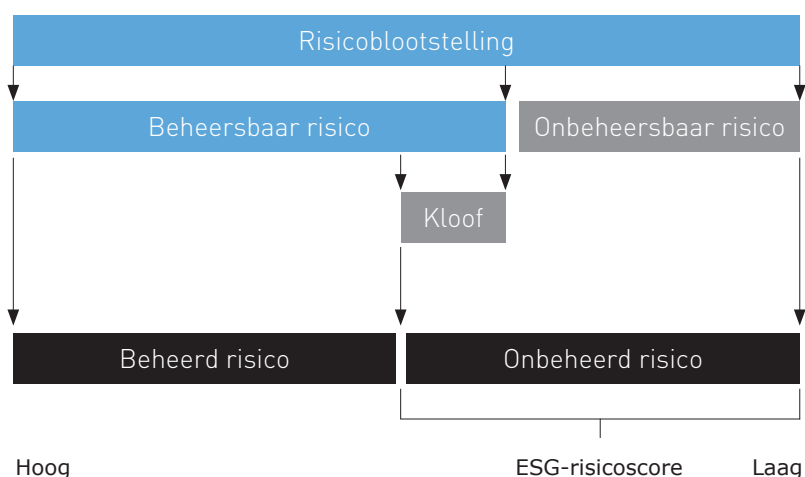 Risicoblootstelling
Beheersbaar risico
Onbeheersbaar risico
Kloof
Beheerd risico
Onbeheerd risico
Hoog
ESG-risicoscore
Laag